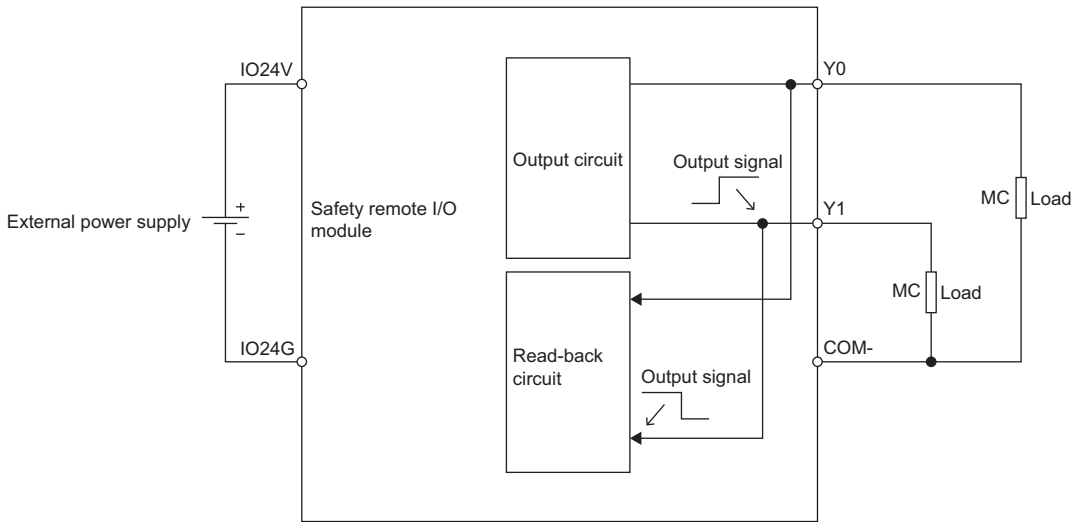 IO24V
Y0
Output circuit
Output signal
External power supply
+
−
Safety remote I/O
module
Y1
MC
Load
MC
Load
IO24G
COM-
Read-back
circuit
Output signal